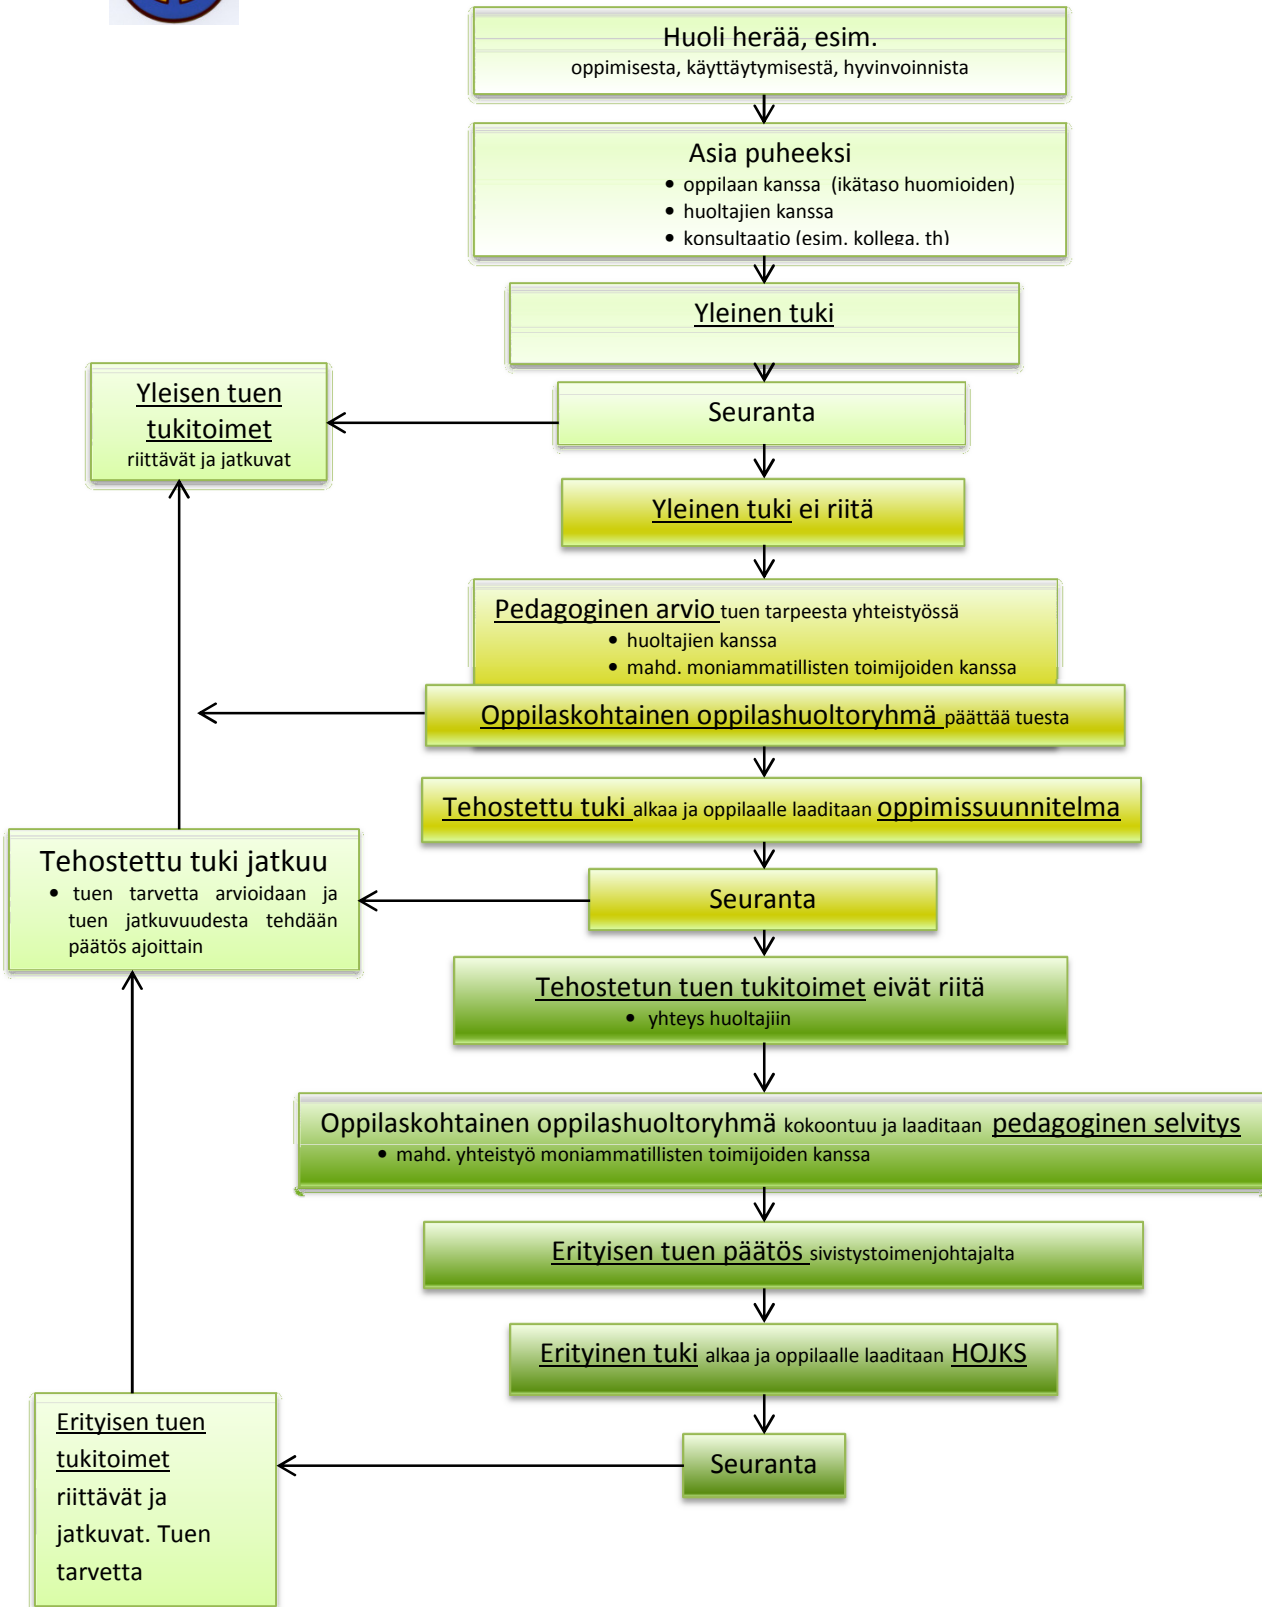 Huoli herää, esim.
oppimisesta, käyttäytymisestä, hyvinvoinnista
Asia puheeksi
• oppilaan kanssa (ikätaso huomioiden)
• huoltajien kanssa
• konsultaatio (esim. kollega, th)
Yleinen tuki
Seuranta
Yleisen tuen
tukitoimet
riittävät ja jatkuvat
Yleinen tuki ei riitä
Pedagoginen arvio tuen tarpeesta yhteistyössä
• huoltajien kanssa
• mahd. moniammatillisten toimijoiden kanssa
Oppilaskohtainen oppilashuoltoryhmä päättää tuesta
Tehostettu tuki alkaa ja oppilaalle laaditaan oppimissuunnitelma
Seuranta
Tehostettu tuki jatkuu
• tuen tarvetta arvioidaan ja
tuen jatkuvuudesta tehdään
päätös ajoittain
Tehostetun tuen tukitoimet eivät riitä
• yhteys huoltajiin
Oppilaskohtainen oppilashuoltoryhmä kokoontuu ja laaditaan pedagoginen selvitys
• mahd. yhteistyö moniammatillisten toimijoiden kanssa
Erityisen tuen päätös sivistystoimenjohtajalta
Erityinen tuki alkaa ja oppilaalle laaditaan HOJKS
Seuranta
Erityisen tuen
tukitoimet
riittävät ja
jatkuvat. Tuen
tarvetta